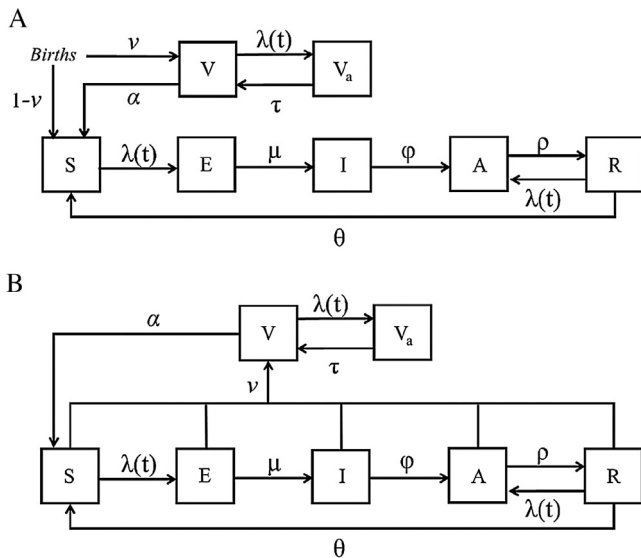 A
Births ν V λ(t) Vₐ
α τ
1-ν
S λ(t) E μ I φ A ρ R
λ(t)
θ
B
α V λ(t) Vₐ
τ
ν
S λ(t) E μ I φ A ρ R
λ(t)
θ